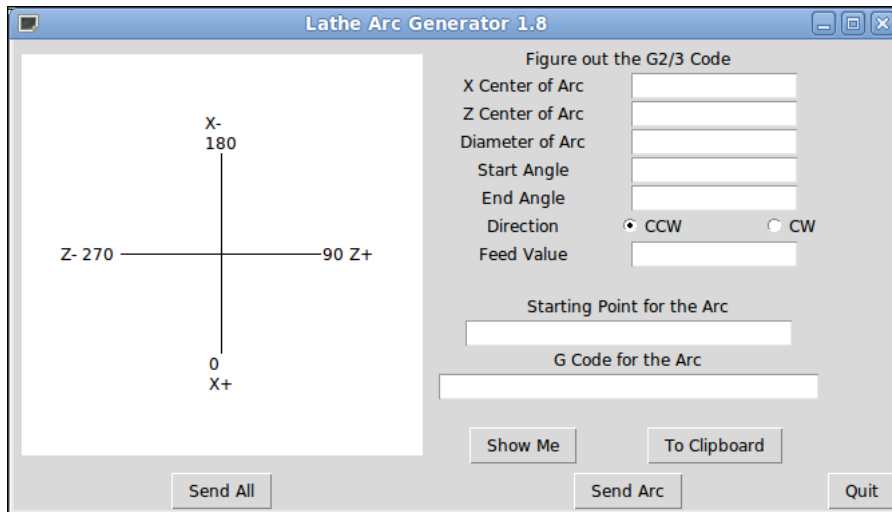 Lathe Arc Generator 1.8
X-
180
Z- 270
90 Z+
0
X+
Figure out the G2/3 Code
X Center of Arc
Z Center of Arc
Diameter of Arc
Start Angle
End Angle
Direction CCW CW
Feed Value
Starting Point for the Arc
G Code for the Arc
Show Me To Clipboard
Send All Send Arc Quit